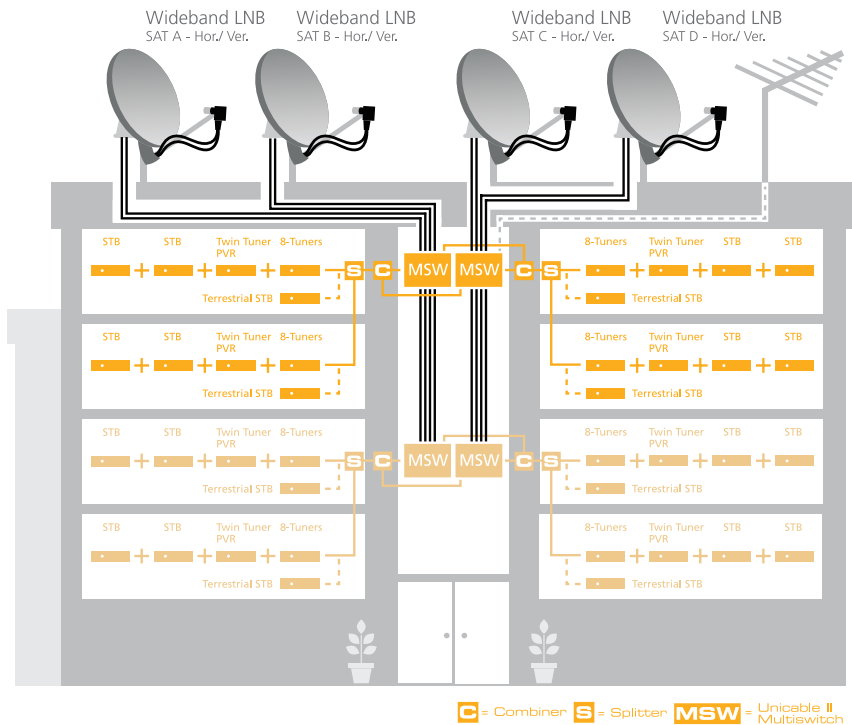 Wideband LNB
SAT A - Hor./ Ver.
Wideband LNB
SAT B - Hor./ Ver.
Wideband LNB
SAT C - Hor./ Ver.
Wideband LNB
SAT D - Hor./ Ver.
STB
STB
Twin Tuner
PVR
8-Tuners
Terrestrial STB
S
C
MSW
MSW
C
S
8-Tuners
Twin Tuner
PVR
STB
STB
Terrestrial STB
STB
STB
Twin Tuner
PVR
8-Tuners
Terrestrial STB
8-Tuners
Twin Tuner
PVR
STB
STB
Terrestrial STB
STB
STB
Twin Tuner
PVR
8-Tuners
Terrestrial STB
S
C
MSW
MSW
C
S
8-Tuners
Twin Tuner
PVR
STB
STB
Terrestrial STB
STB
STB
Twin Tuner
PVR
8-Tuners
Terrestrial STB
8-Tuners
Twin Tuner
PVR
STB
STB
Terrestrial STB
C = Combiner S = Splitter MSW = Unicable II
Multiswitch